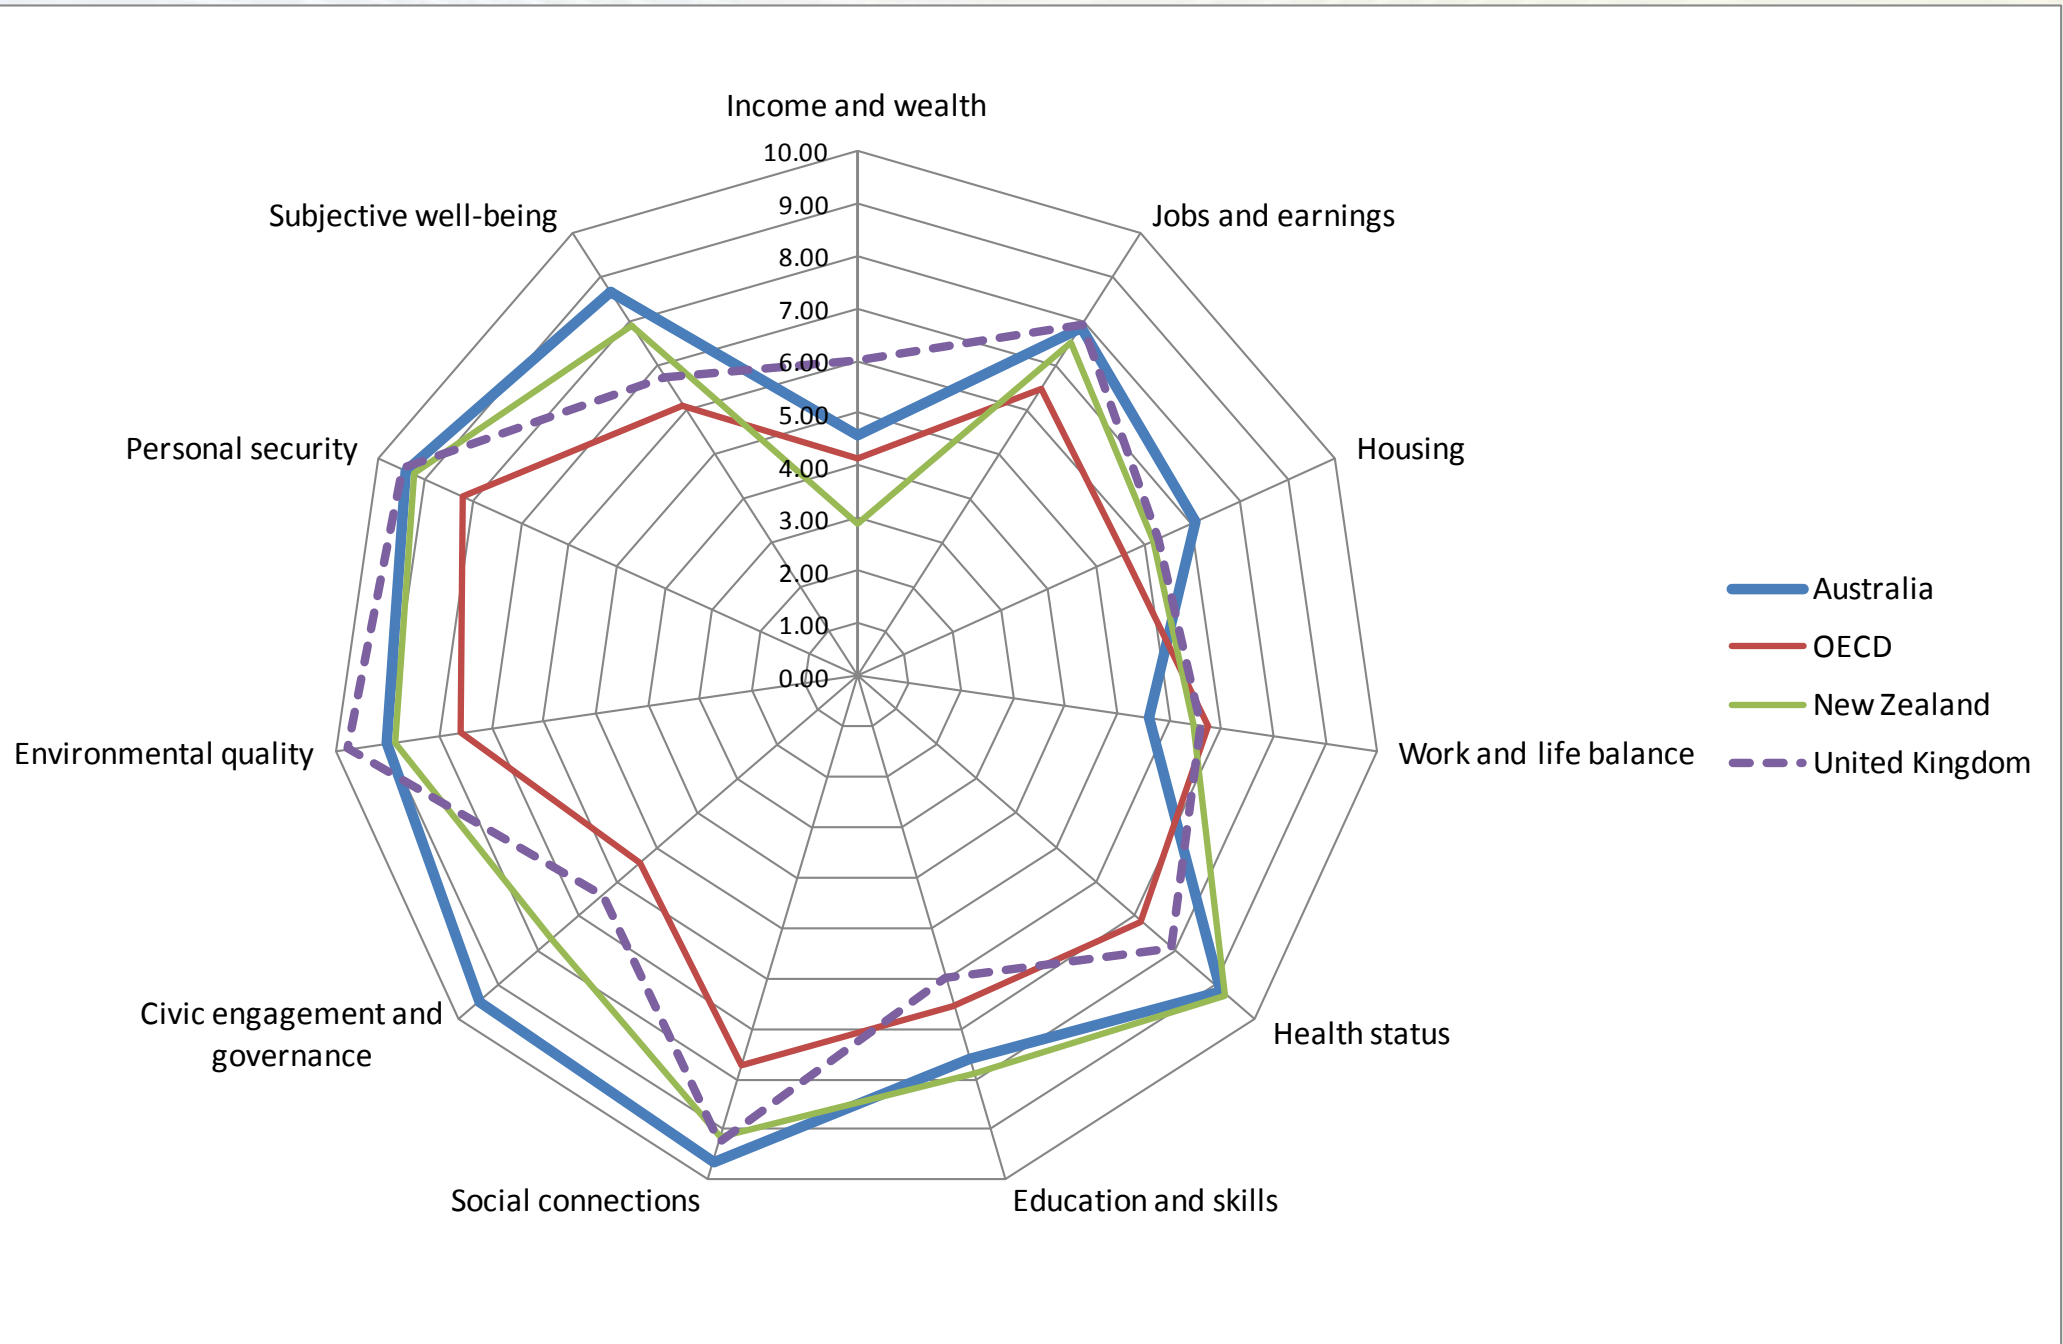 Income and wealth
10.00
9.00
8.00
7.00
6.00
5.00
4.00
3.00
2.00
1.00
0.00
Jobs and earnings
Housing
Work and life balance
Health status
Education and skills
Social connections
Civic engagement and
governance
Environmental quality
Personal security
Subjective well-being
Australia
OECD
New Zealand
United Kingdom